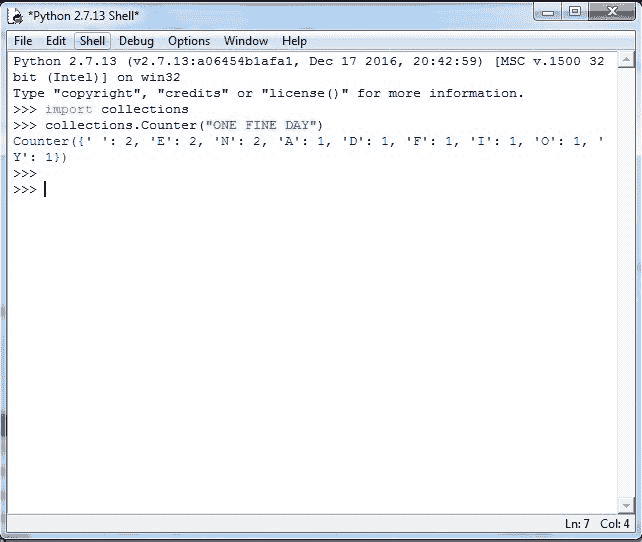 *Python 2.7.13 Shell*
File Edit Shell Debug Options Window Help
Python 2.7.13 (v2.7.13:a06454b1afa1, Dec 17 2016, 20:42:59) [MSC v.1500 32
bit (Intel)] on win32
Type "copyright", "credits" or "license()" for more information.
>>> import collections
>>> collections.Counter("ONE FINE DAY")
Counter({' ': 2, 'E': 2, 'N': 2, 'A': 1, 'D': 1, 'F': 1, 'I': 1, 'O': 1, '
Y': 1})
>>>
>>>
Ln: 7 Col: 4